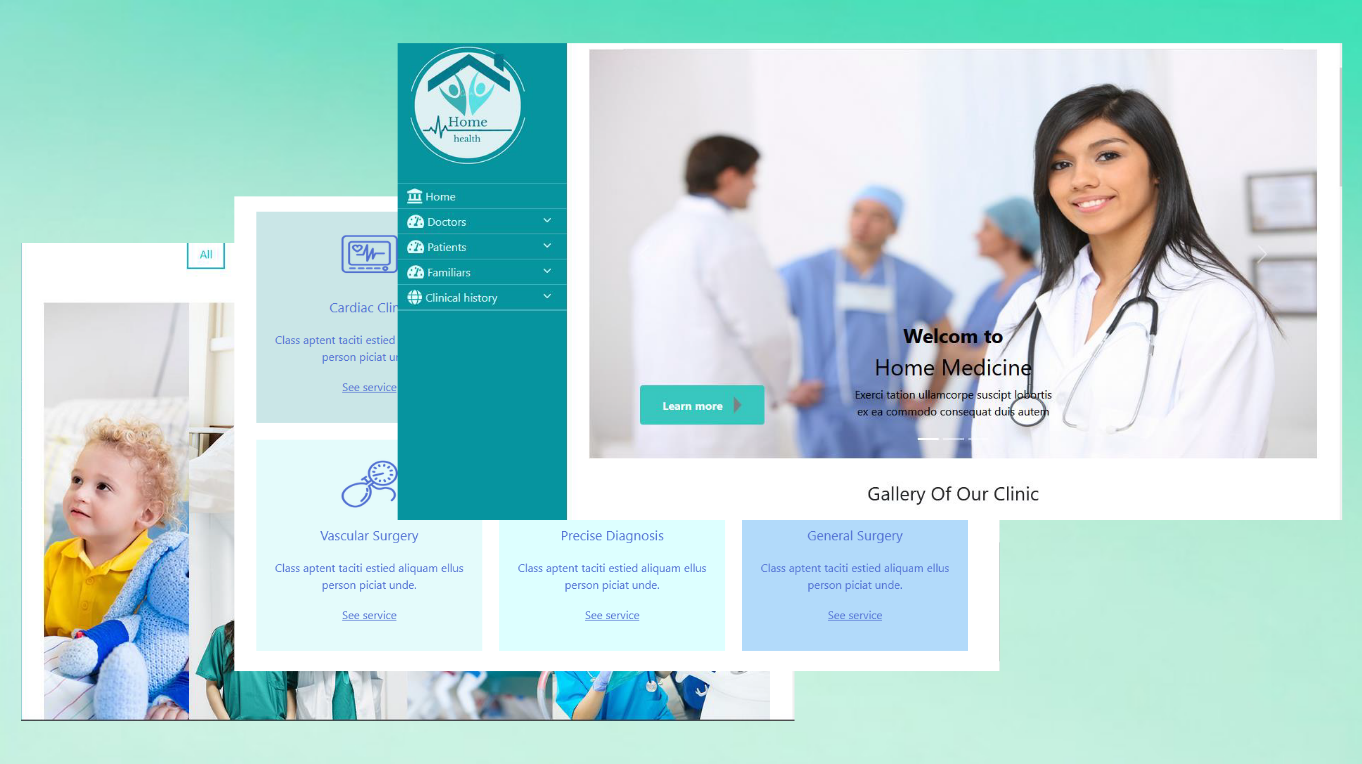 Home
health
Home
Doctors
Patients
Familiars
Clinical history
Welcom to
Home Medicine
Exerci tation ullamcorpe suscipt lobortis
ex ea commodo consequat duis autem
Learn more
Gallery Of Our Clinic
All
Cardiac Clin
Class aptent taciti estied
person piciat un
See service
Vascular Surgery
Class aptent taciti estied aliquam ellus
person piciat unde.
See service
Precise Diagnosis
Class aptent taciti estied aliquam ellus
person piciat unde.
See service
General Surgery
Class aptent taciti estied aliquam ellus
person piciat unde.
See service